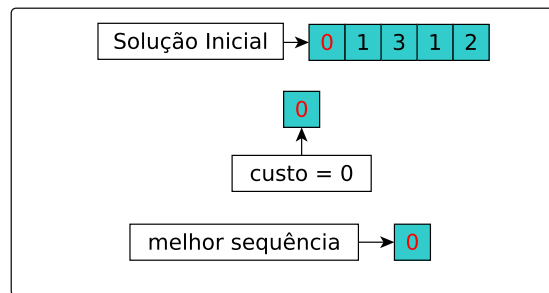 Solução Inicial 0 1 3 1 2
0
custo = 0
melhor sequência 0